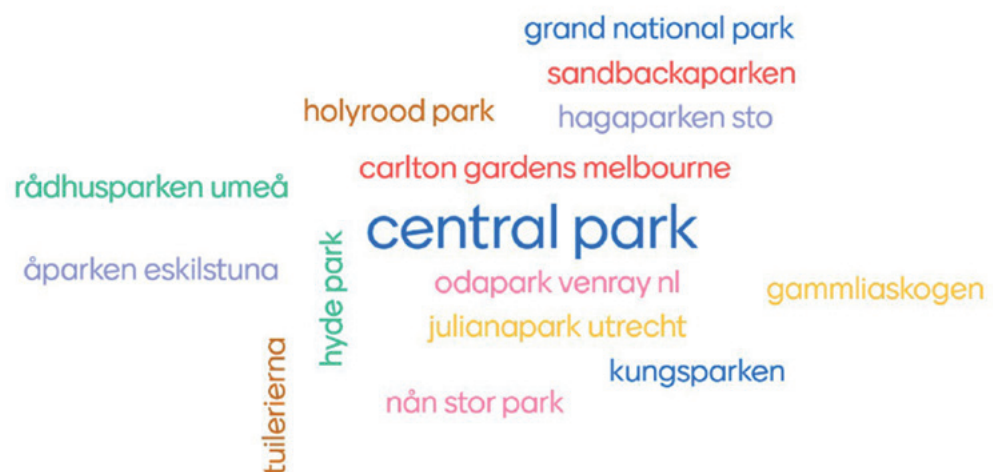 grand national park
sandbackaparken
holyrood park
hagaparken sto
carlton gardens melbourne
rådhusparken umeå
central park
hyde park
åparken eskilstuna
odapark venray nl
gammliaskogen
julianapark utrecht
kungsparken
tuilerierna
nån stor park